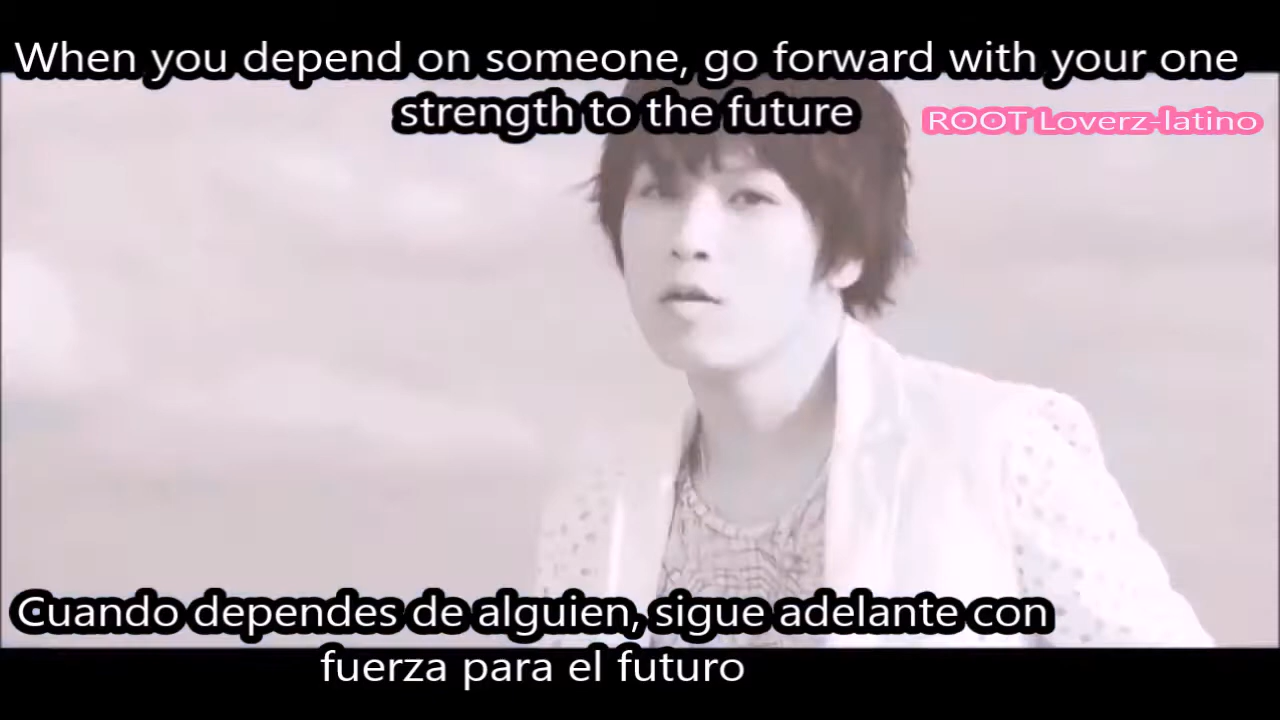 When you depend on someone, go forward with your one
strength to the future
ROOT Loverz-latino
Cuando dependes de alguien, sigue adelante con
fuerza para el futuro